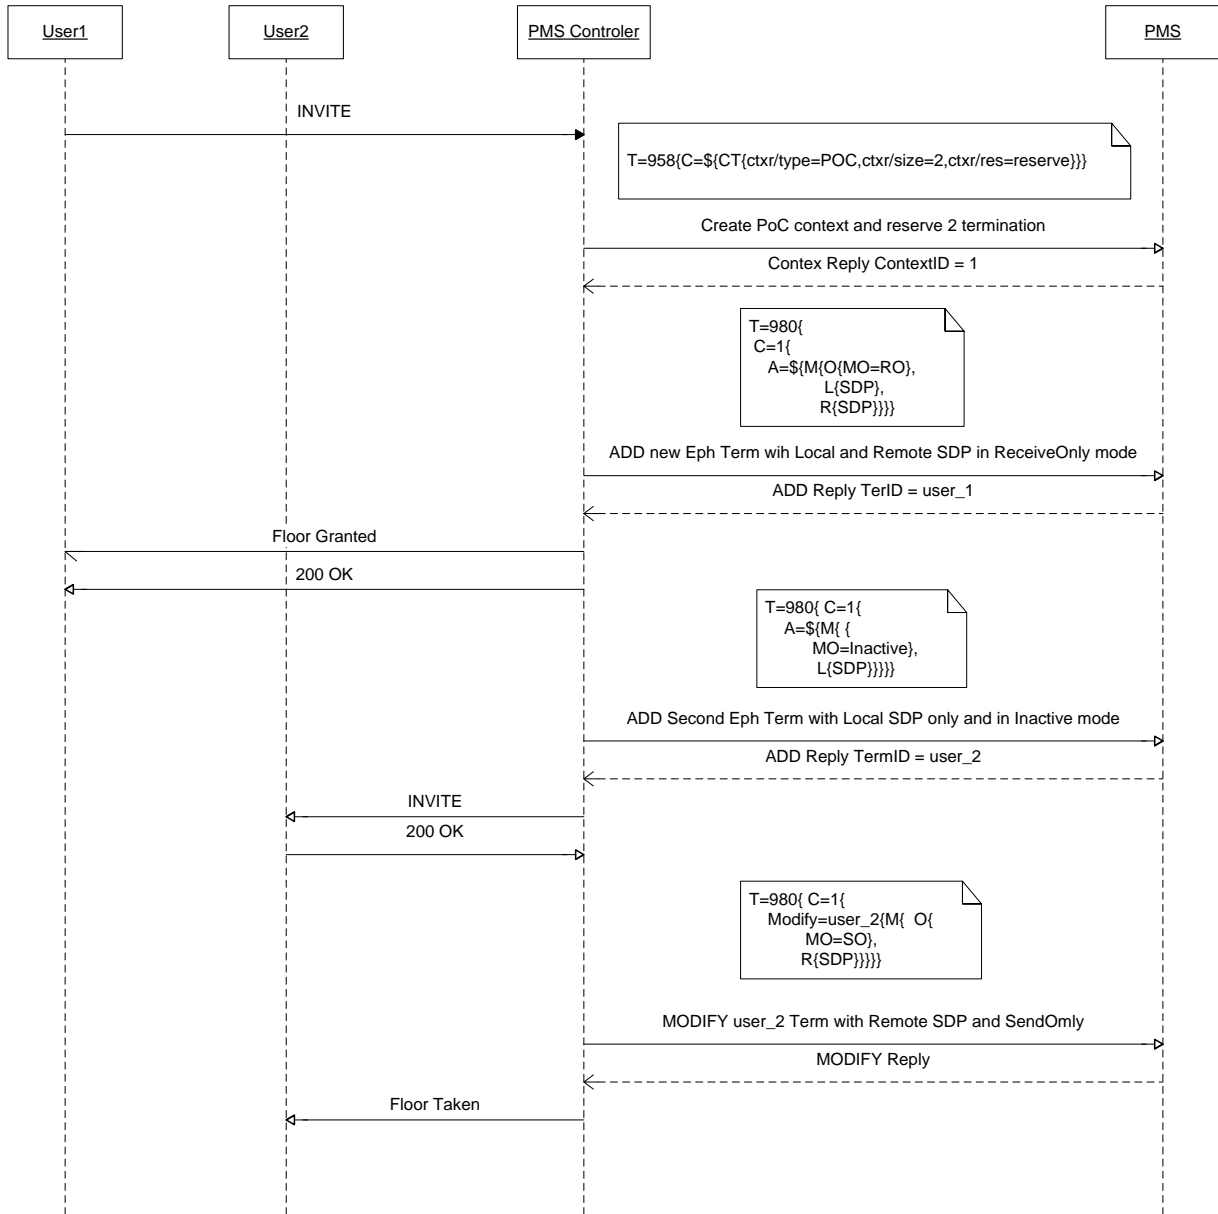 User1
User2
PMS Controler
PMS
INVITE
T=958{C=${CT{ctxr/type=POC,ctxr/size=2,ctxr/res=reserve}}}
Create PoC context and reserve 2 termination
Contex Reply ContextID = 1
T=980{
C=1{
A=${M{O{MO=RO},
L{SDP},
R{SDP}}}}
ADD new Eph Term wih Local and Remote SDP in ReceiveOnly mode
ADD Reply TerID = user_1
Floor Granted
200 OK
T=980{ C=1{
A=${M{ {
MO=Inactive},
L{SDP}}}}}
ADD Second Eph Term with Local SDP only and in Inactive mode
ADD Reply TermID = user_2
INVITE
200 OK
T=980{ C=1{
Modify=user_2{M{  O{
MO=SO},
R{SDP}}}}}
MODIFY user_2 Term with Remote SDP and SendOmly
MODIFY Reply
Floor Taken